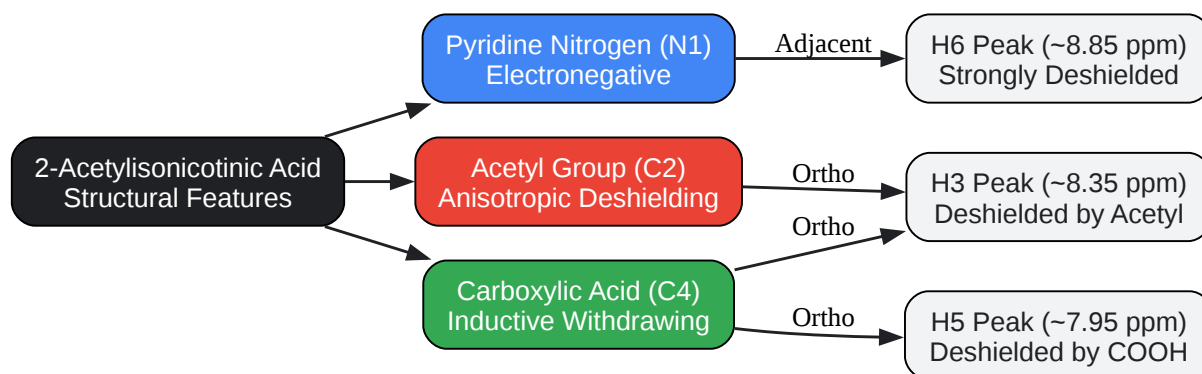 Pyridine Nitrogen (N1)
Electronegative
Adjacent
H6 Peak (~8.85 ppm)
Strongly Deshielded
2-Acetylisonicotinic Acid
Structural Features
Acetyl Group (C2)
Anisotropic Deshielding
Ortho
H3 Peak (~8.35 ppm)
Deshielded by Acetyl
Ortho
Carboxylic Acid (C4)
Inductive Withdrawing
Ortho
H5 Peak (~7.95 ppm)
Deshielded by COOH